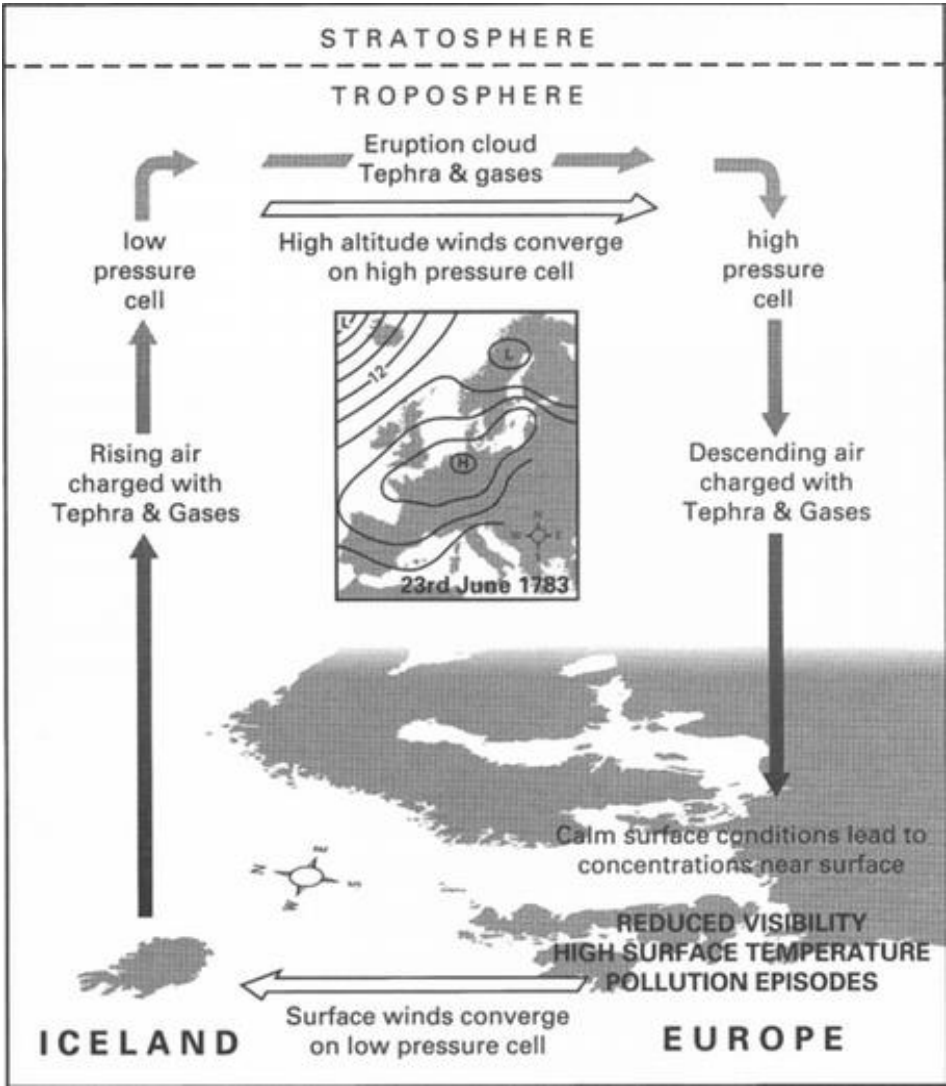 STRATOSPHERE
TROPOSPHERE
Eruption cloud
Tephra & gases
High altitude winds converge
on high pressure cell
low
pressure
cell
high
pressure
cell
L
12
L
H
N
W
E
S
23rd June 1783
Rising air
charged with
Tephra & Gases
Descending air
charged with
Tephra & Gases
Calm surface conditions lead to
concentrations near surface
N
W
REDUCED VISIBILITY
HIGH SURFACE TEMPERATURE
POLLUTION EPISODES
Surface winds converge
on low pressure cell
ICELAND
EUROPE